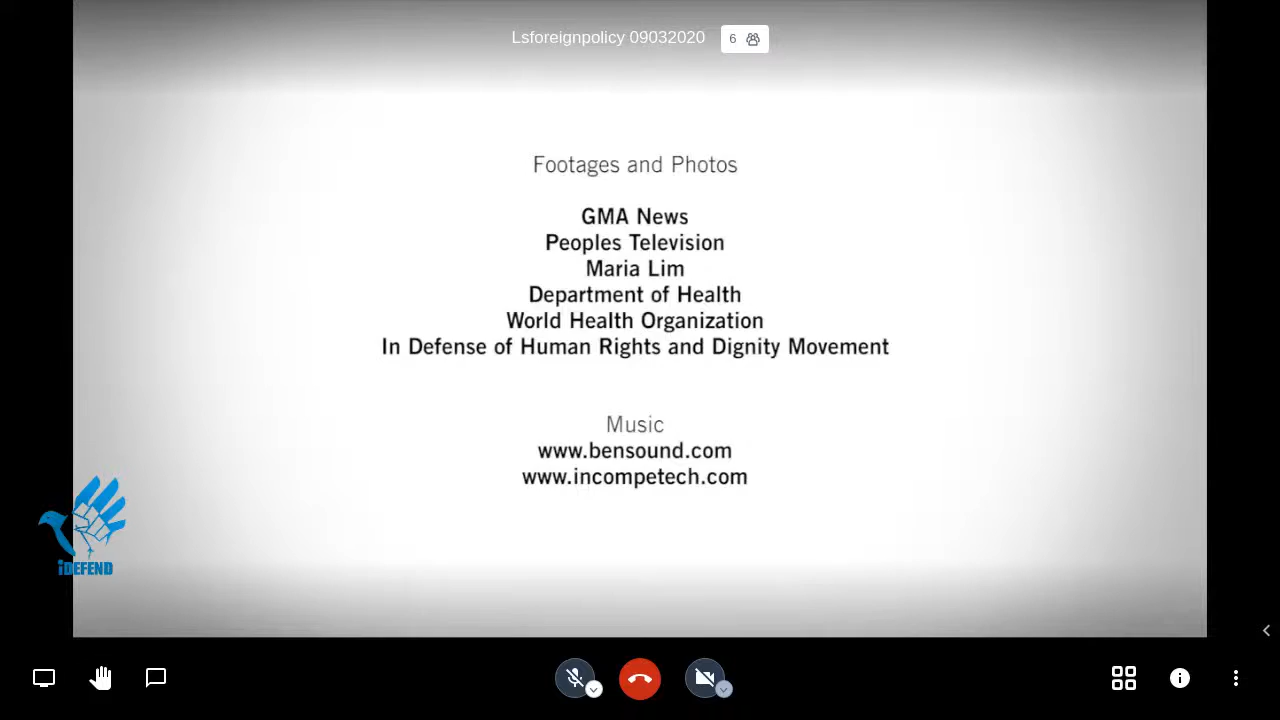 Lsforeignpolicy 09032020 6
Footages and Photos
GMA News
Peoples Television
Maria Lim
Department of Health
World Health Organization
In Defense of Human Rights and Dignity Movement
Music
www.bensound.com
www.incompetech.com
iDEFEND